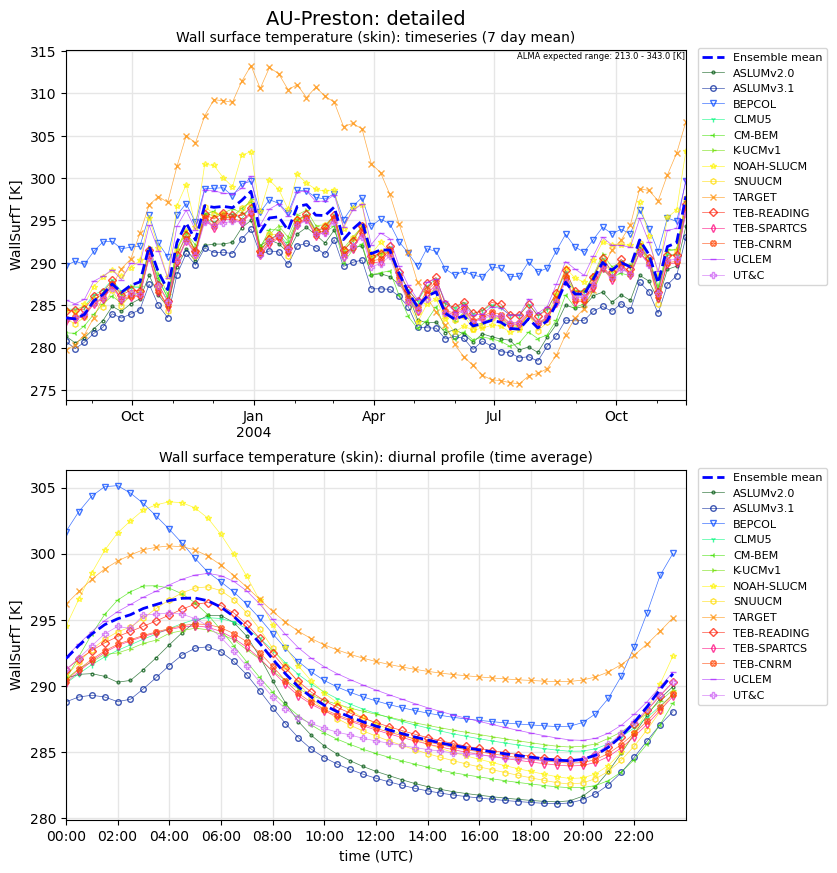 AU-Preston: detailed
Wall surface temperature (skin): timeseries (7 day mean)
ALMA expected range: 213.0 - 343.0 [K]
WallSurfT [K]
315
310
305
300
295
290
285
280
275
Oct
Jan
2004
Apr
Jul
Oct
Ensemble mean
ASLUMv2.0
ASLUMv3.1
BEPCOL
CLMU5
CM-BEM
K-UCMv1
NOAH-SLUCM
SNUUCM
TARGET
TEB-READING
TEB-SPARTCS
TEB-CNRM
UCLEM
UT&C
Wall surface temperature (skin): diurnal profile (time average)
WallSurfT [K]
305
300
295
290
285
280
00:00
02:00
04:00
06:00
08:00
10:00
12:00
14:00
16:00
18:00
20:00
22:00
time (UTC)
Ensemble mean
ASLUMv2.0
ASLUMv3.1
BEPCOL
CLMU5
CM-BEM
K-UCMv1
NOAH-SLUCM
SNUUCM
TARGET
TEB-READING
TEB-SPARTCS
TEB-CNRM
UCLEM
UT&C